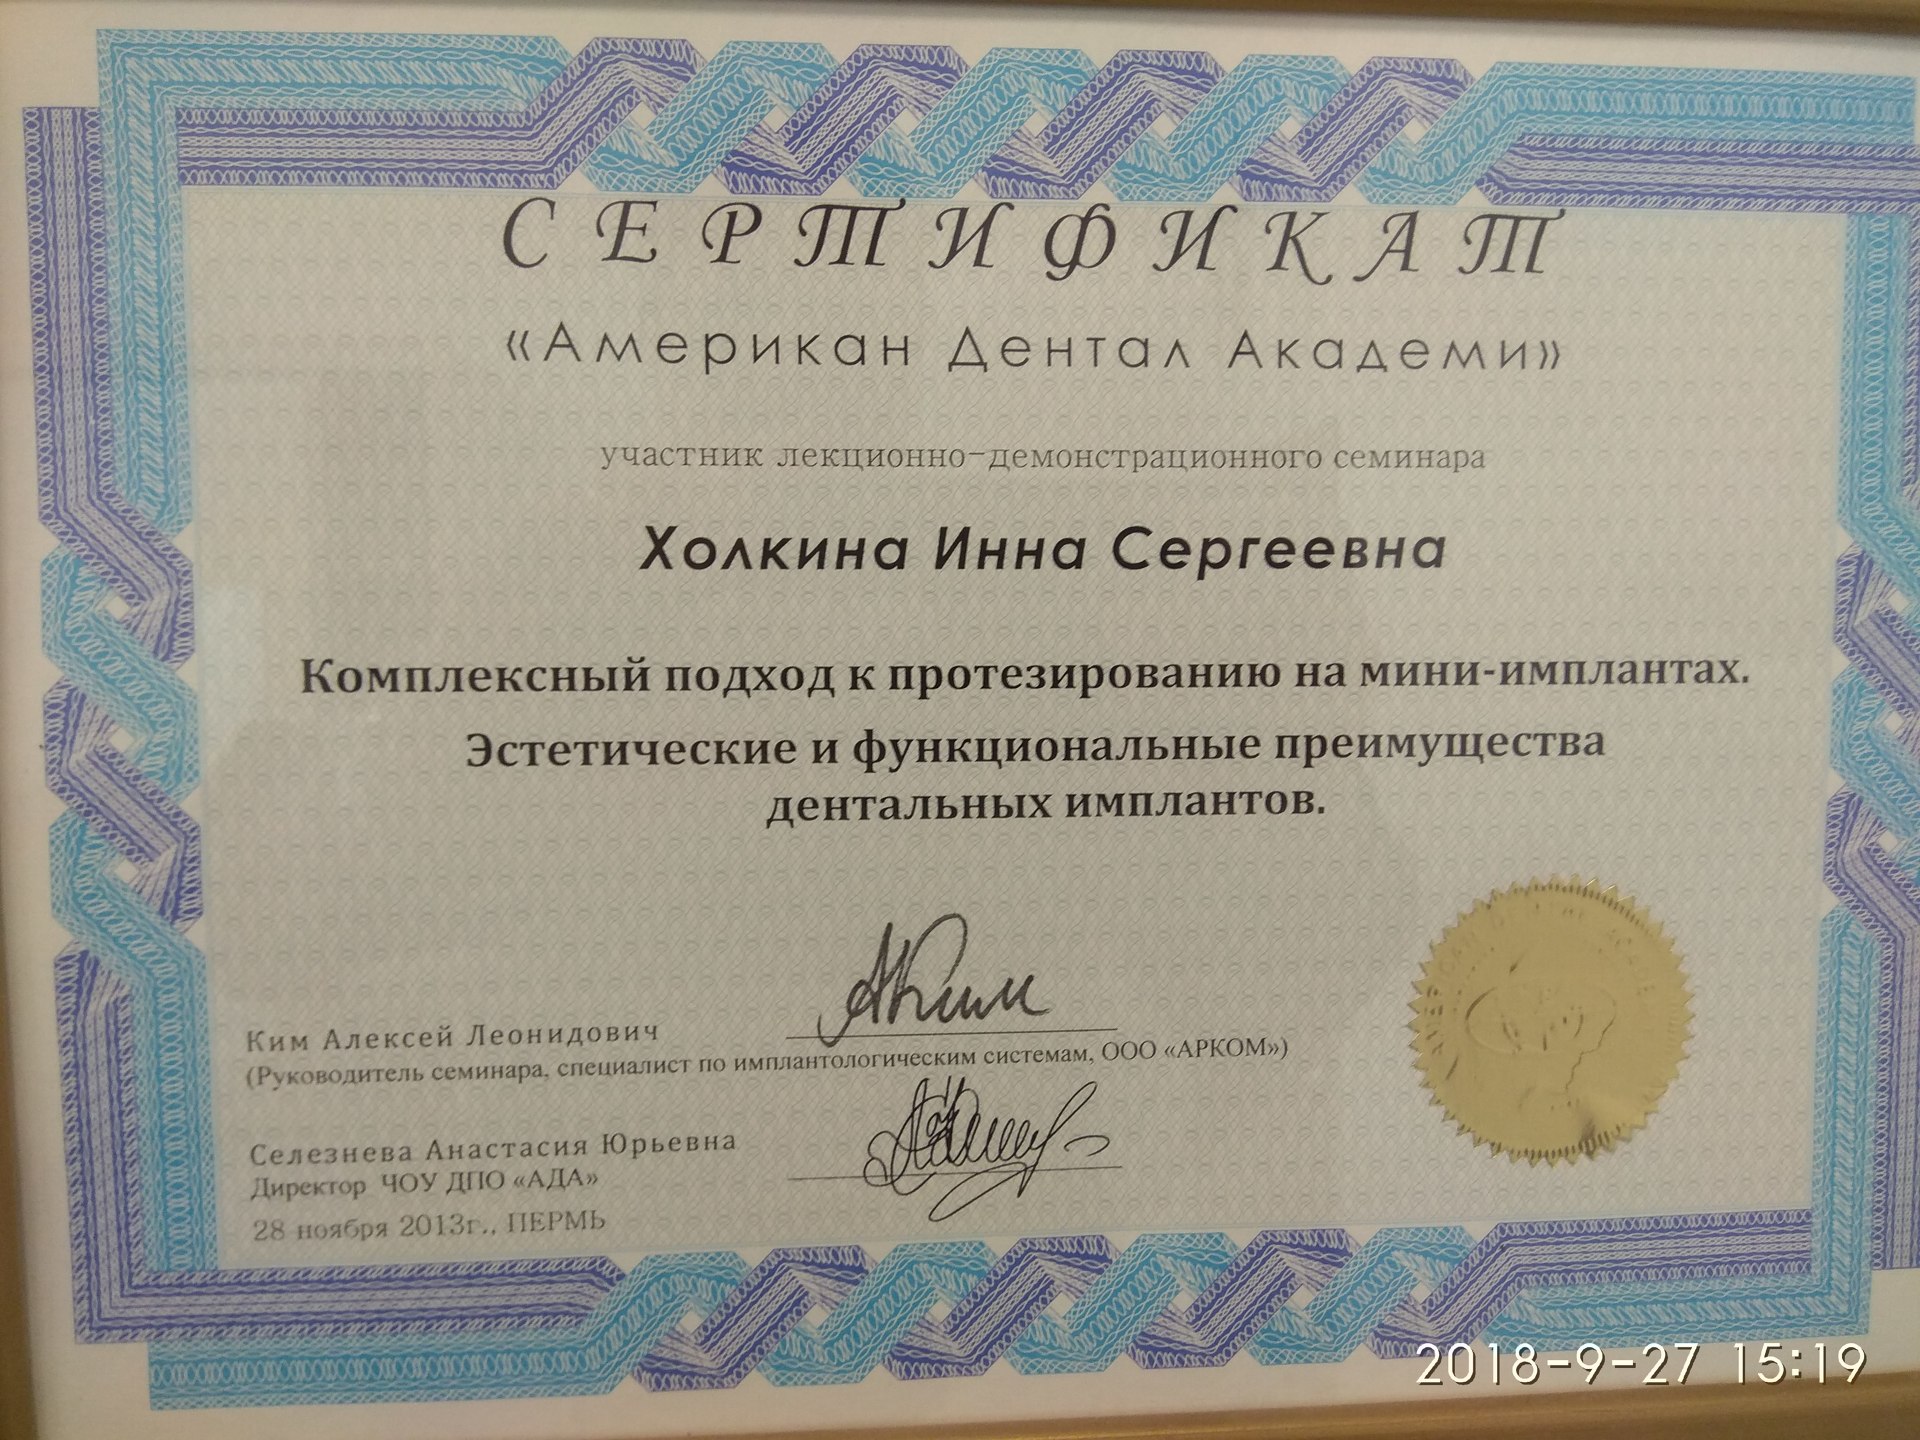 СЕРТИФИКАТ
«Американ Дентал Академи»
участник лекционно-демонстрационного семинара
Холкина Инна Сергеевна
Комплексный подход к протезированию на мини-имплантах.
Эстетические и функциональные преимущества
дентальных имплантов.
Ким Алексей Леонидович
(Руководитель семинара, специалист по имплантологическим системам, ООО «АРКОМ»)
Селезнева Анастасия Юрьевна
Директор ЧОУ ДПО «АДА»
28 ноября 2013г., ПЕРМЬ
2018-9-27 15:19